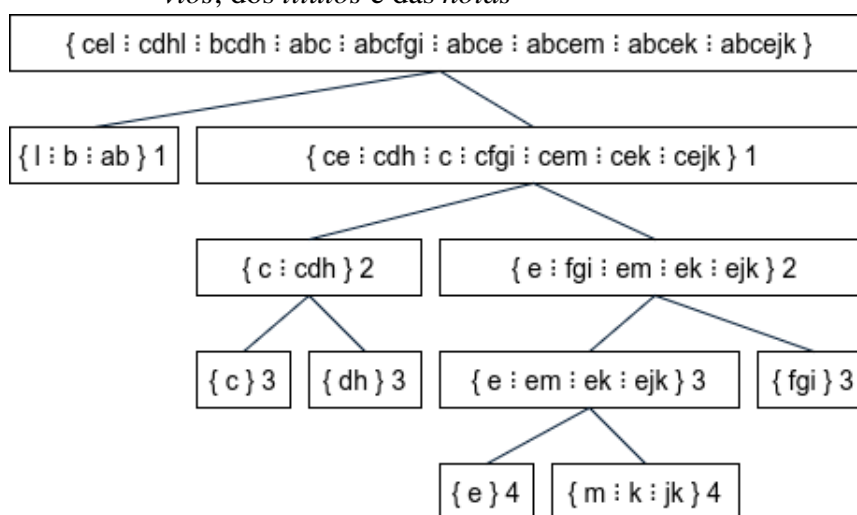 vios, dos títulos e das notas
{ cel ⋮ cdhl ⋮ bcdh ⋮ abc ⋮ abcfgi ⋮ abce ⋮ abcem ⋮ abcek ⋮ abcejk }
{ l ⋮ b ⋮ ab } 1 { ce ⋮ cdh ⋮ c ⋮ cfgi ⋮ cem ⋮ cek ⋮ cejk } 1
{ c ⋮ cdh } 2 { e ⋮ fgi ⋮ em ⋮ ek ⋮ ejk } 2
{ c } 3 { dh } 3 { e ⋮ em ⋮ ek ⋮ ejk } 3 { fgi } 3
{ e } 4 { m ⋮ k ⋮ jk } 4